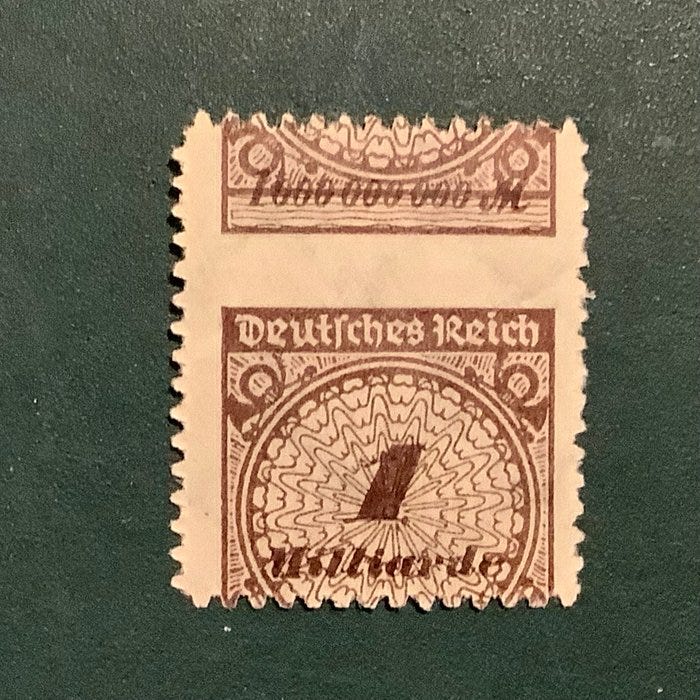 1 000 000 000 M
Deutsches Reich
1
Milliarde